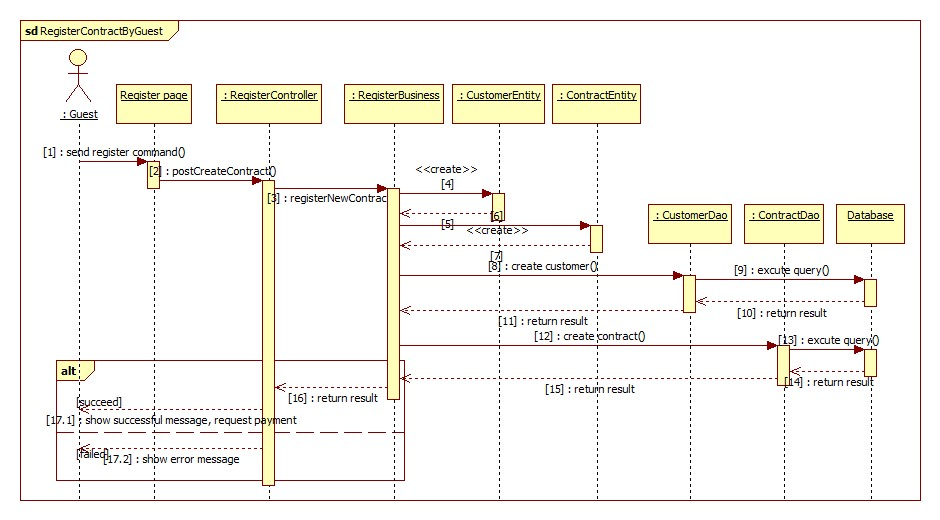 sd RegisterContractByGuest
: Guest
Register page
: RegisterController
: RegisterBusiness
: CustomerEntity
: ContractEntity
: CustomerDao
: ContractDao
Database
[1] : send register command()
[2] : postCreateContract()
[3] : registerNewContrac
<<create>>
[4]
[5]
[6]
<<create>>
[7]
[8] : create customer()
[9] : excute query()
[10] : return result
[11] : return result
[12] : create contract()
[13] : excute query()
[14] : return result
[15] : return result
alt
[16] : return result
[succeed]
[17.1] : show successful message, request payment
[failed]
[17.2] : show error message